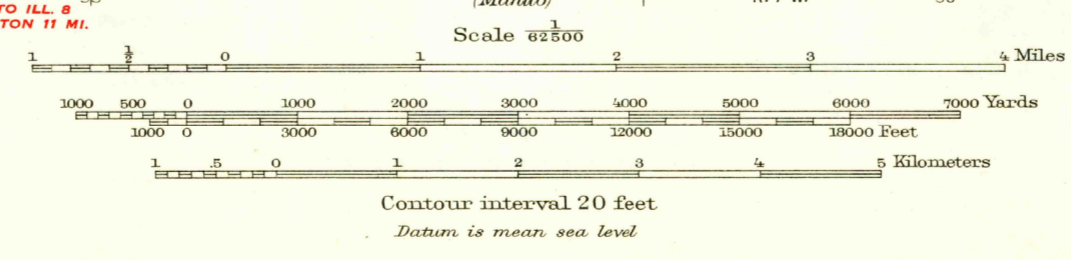 TO ILL. 8
TON 11 MI.
(Manito)
Scale 1/62500
1 1/2 0 1 2 3 4 Miles
1000 500 0 1000 2000 3000 4000 5000 6000 7000 Yards
1000 0 3000 6000 9000 12000 15000 18000 Feet
1 .5 0 1 2 3 4 5 Kilometers
Contour interval 20 feet
Datum is mean sea level